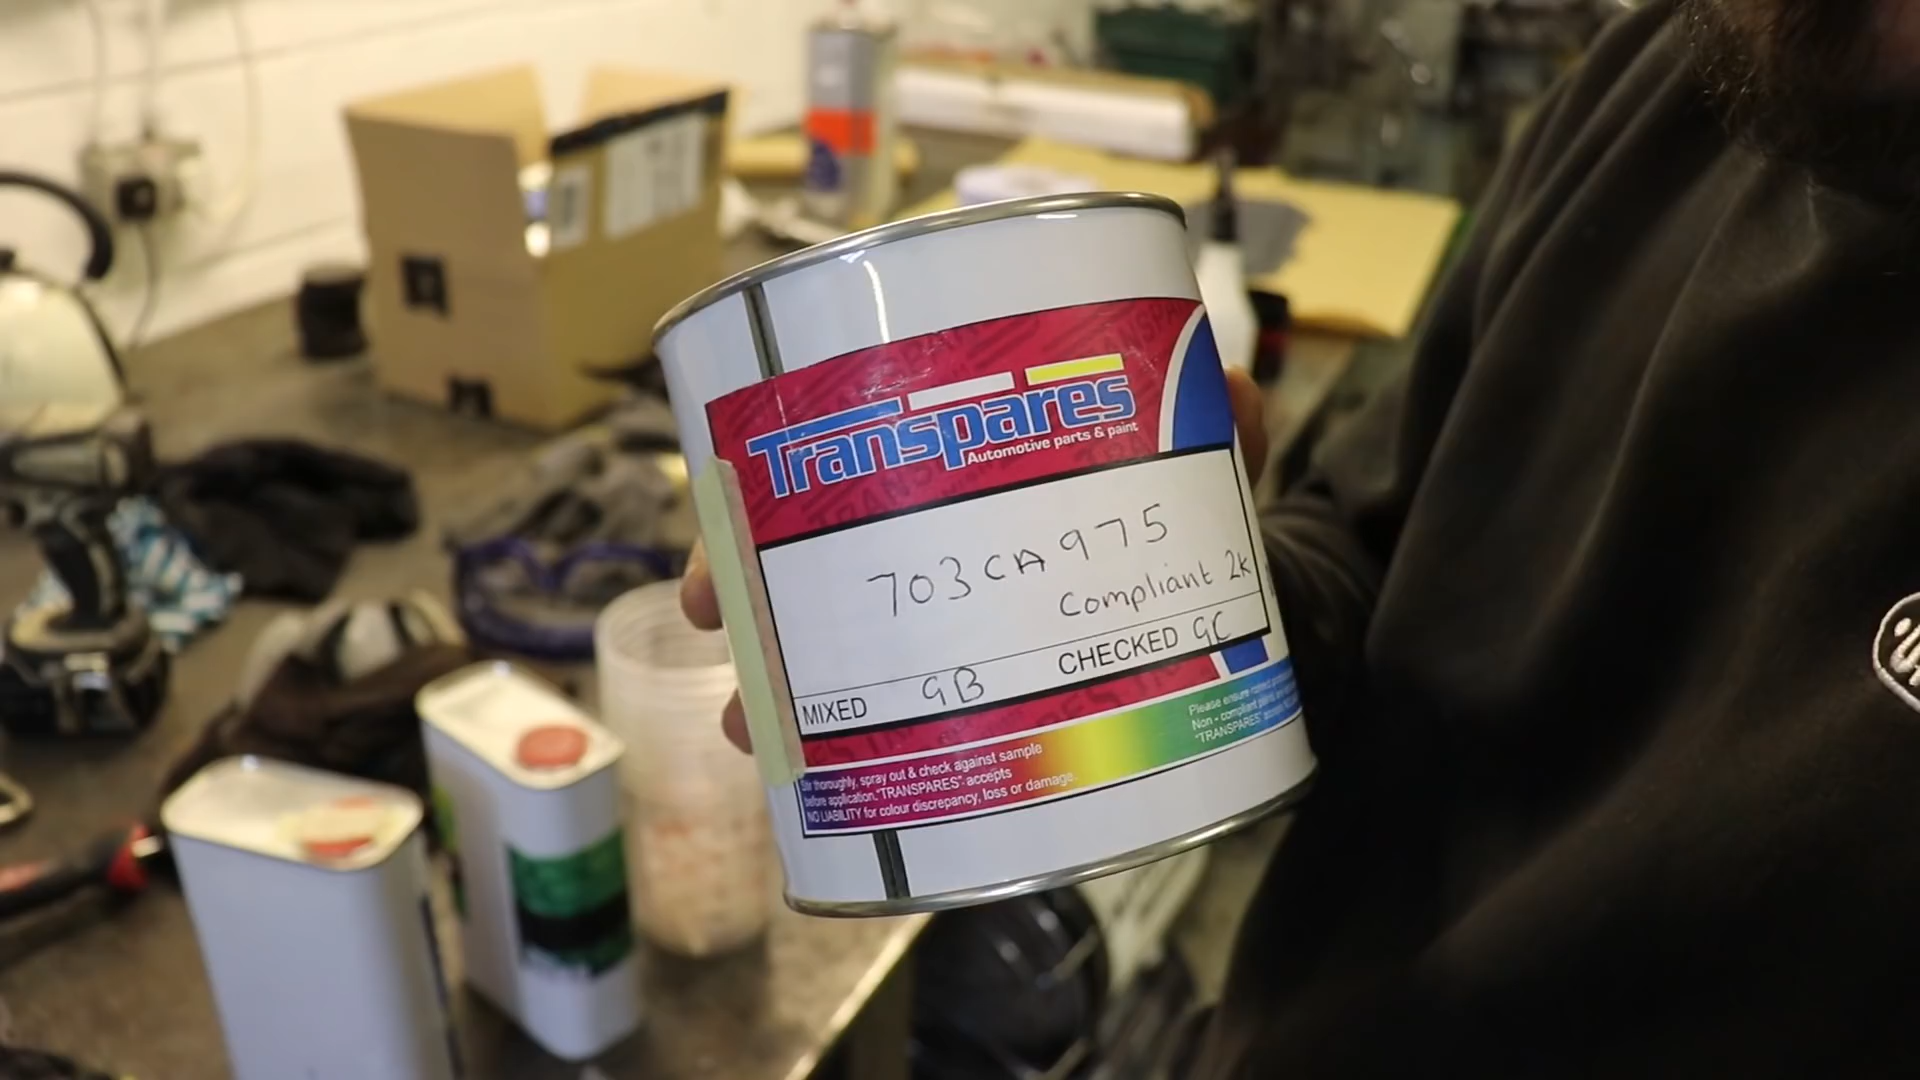 Transpares
Automotive parts & paint
703CA975
Compliant 2K
MIXED GB CHECKED GC
Stir thoroughly, spray out & check against sample
before application. "TRANSPARES" accepts
NO LIABILITY for colour discrepancy, loss or damage.
Please ensure correct
Non - compliant
"TRANSPARES" accepts